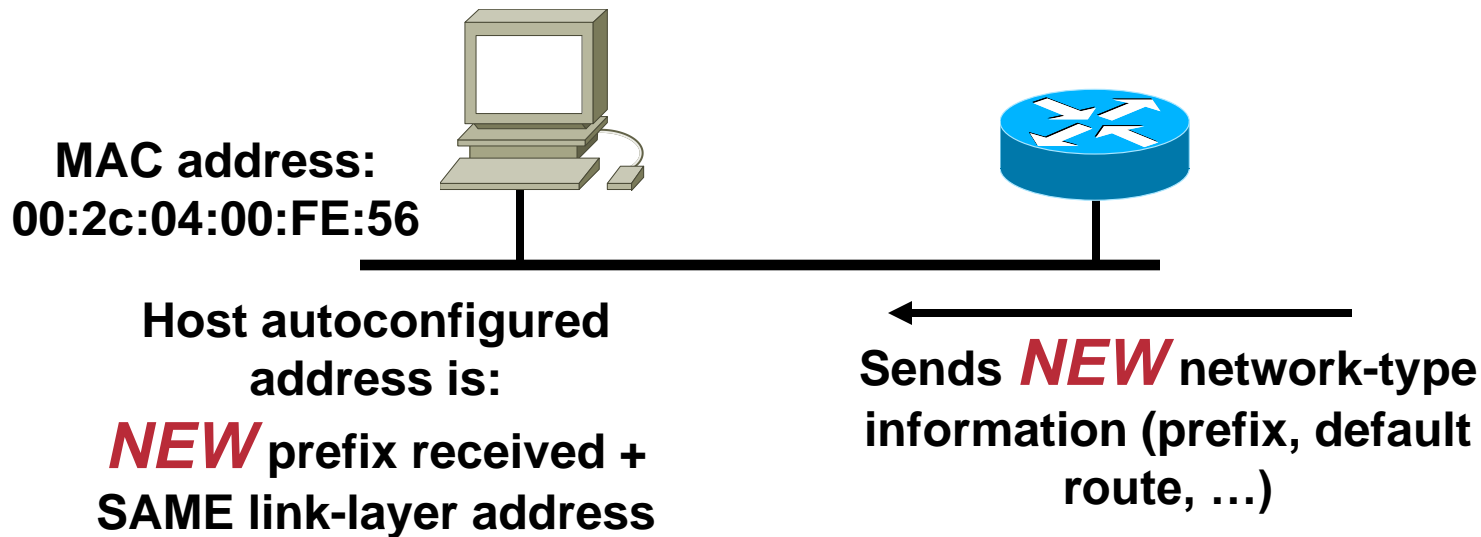 MAC address:
00:2c:04:00:FE:56
Host autoconfigured
address is:
NEW prefix received +
SAME link-layer address
Sends NEW network-type
information (prefix, default
route, …)